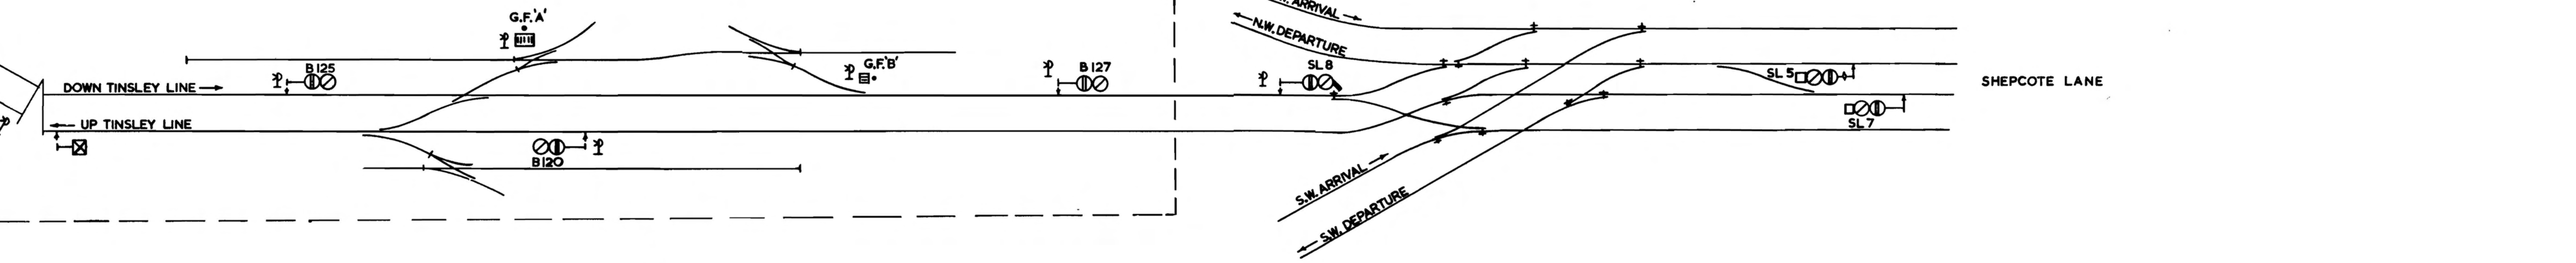 G.F.'A'
ARRIVAL
N.W. DEPARTURE
B 125
G.F.'B'
B 127
SL 8
SL 5
SHEPCOTE LANE
DOWN TINSLEY LINE
UP TINSLEY LINE
SL 7
B 120
S.W. ARRIVAL
S.W. DEPARTURE